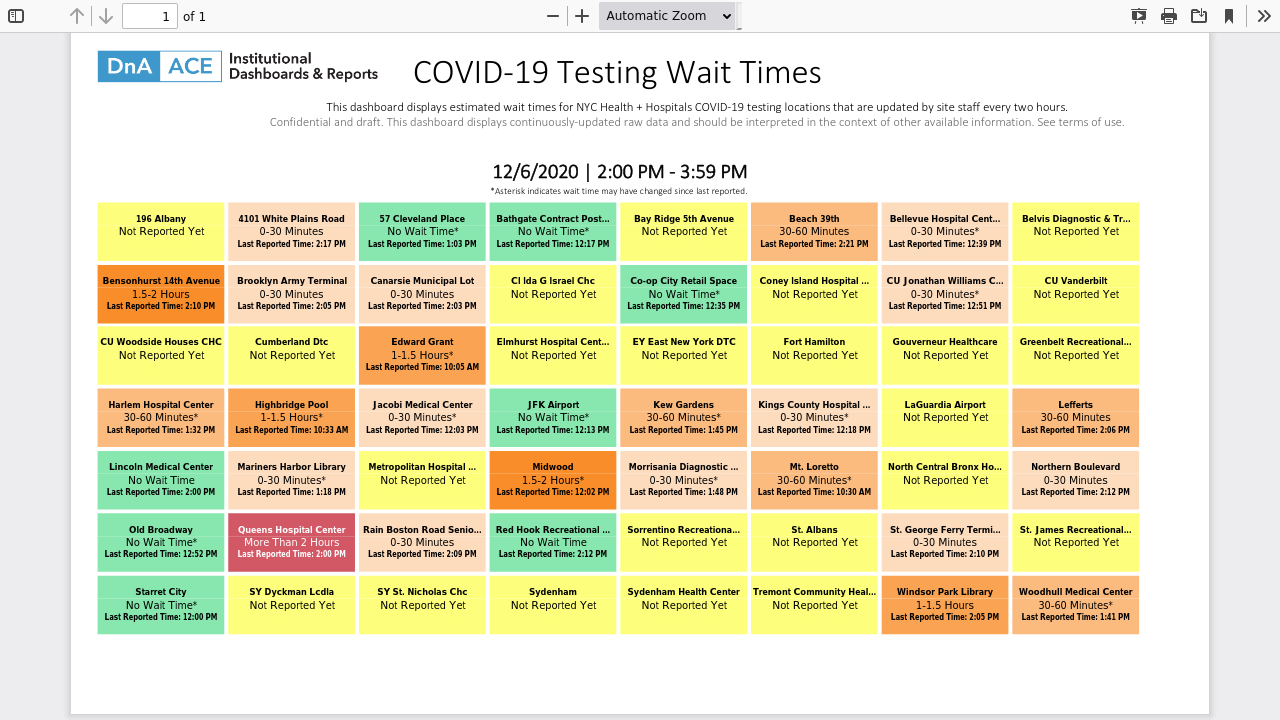 1 of 1 Automatic Zoom
DnA ACE Institutional
Dashboards & Reports
COVID-19 Testing Wait Times
This dashboard displays estimated wait times for NYC Health + Hospitals COVID-19 testing locations that are updated by site staff every two hours.
Confidential and draft. This dashboard displays continuously-updated raw data and should be interpreted in the context of other available information. See terms of use.
12/6/2020 | 2:00 PM - 3:59 PM
*Asterisk indicates wait time may have changed since last reported.
196 Albany
Not Reported Yet
4101 White Plains Road
0-30 Minutes
Last Reported Time: 2:17 PM
57 Cleveland Place
No Wait Time*
Last Reported Time: 1:03 PM
Bathgate Contract Post...
No Wait Time*
Last Reported Time: 12:17 PM
Bay Ridge 5th Avenue
Not Reported Yet
Beach 39th
30-60 Minutes
Last Reported Time: 2:21 PM
Bellevue Hospital Cent...
0-30 Minutes*
Last Reported Time: 12:39 PM
Belvis Diagnostic & Tr...
Not Reported Yet
Bensonhurst 14th Avenue
1.5-2 Hours
Last Reported Time: 2:10 PM
Brooklyn Army Terminal
0-30 Minutes
Last Reported Time: 2:05 PM
Canarsie Municipal Lot
0-30 Minutes
Last Reported Time: 2:03 PM
Cl Ida G Israel Chc
Not Reported Yet
Co-op City Retail Space
No Wait Time*
Last Reported Time: 12:35 PM
Coney Island Hospital ...
Not Reported Yet
CU Jonathan Williams C...
0-30 Minutes*
Last Reported Time: 12:51 PM
CU Vanderbilt
Not Reported Yet
CU Woodside Houses CHC
Not Reported Yet
Cumberland Dtc
Not Reported Yet
Edward Grant
1-1.5 Hours*
Last Reported Time: 10:05 AM
Elmhurst Hospital Cent...
Not Reported Yet
EY East New York DTC
Not Reported Yet
Fort Hamilton
Not Reported Yet
Gouverneur Healthcare
Not Reported Yet
Greenbelt Recreational...
Not Reported Yet
Harlem Hospital Center
30-60 Minutes*
Last Reported Time: 1:32 PM
Highbridge Pool
1-1.5 Hours*
Last Reported Time: 10:33 AM
Jacobi Medical Center
0-30 Minutes*
Last Reported Time: 12:03 PM
JFK Airport
No Wait Time*
Last Reported Time: 12:13 PM
Kew Gardens
30-60 Minutes*
Last Reported Time: 1:45 PM
Kings County Hospital ...
0-30 Minutes*
Last Reported Time: 12:18 PM
LaGuardia Airport
Not Reported Yet
Lefferts
30-60 Minutes
Last Reported Time: 2:06 PM
Lincoln Medical Center
No Wait Time
Last Reported Time: 2:00 PM
Mariners Harbor Library
0-30 Minutes*
Last Reported Time: 1:18 PM
Metropolitan Hospital ...
Not Reported Yet
Midwood
1.5-2 Hours*
Last Reported Time: 12:02 PM
Morrisania Diagnostic ...
0-30 Minutes*
Last Reported Time: 1:48 PM
Mt. Loretto
30-60 Minutes*
Last Reported Time: 10:30 AM
North Central Bronx Ho...
Not Reported Yet
Northern Boulevard
0-30 Minutes
Last Reported Time: 2:12 PM
Old Broadway
No Wait Time*
Last Reported Time: 12:52 PM
Queens Hospital Center
More Than 2 Hours
Last Reported Time: 2:00 PM
Rain Boston Road Senio...
0-30 Minutes
Last Reported Time: 2:09 PM
Red Hook Recreational ...
No Wait Time
Last Reported Time: 2:12 PM
Sorrentino Recreationa...
Not Reported Yet
St. Albans
Not Reported Yet
St. George Ferry Termi...
0-30 Minutes
Last Reported Time: 2:10 PM
St. James Recreational...
Not Reported Yet
Starret City
No Wait Time*
Last Reported Time: 12:00 PM
SY Dyckman Lcdla
Not Reported Yet
SY St. Nicholas Chc
Not Reported Yet
Sydenham
Not Reported Yet
Sydenham Health Center
Not Reported Yet
Tremont Community Heal...
Not Reported Yet
Windsor Park Library
1-1.5 Hours
Last Reported Time: 2:05 PM
Woodhull Medical Center
30-60 Minutes*
Last Reported Time: 1:41 PM